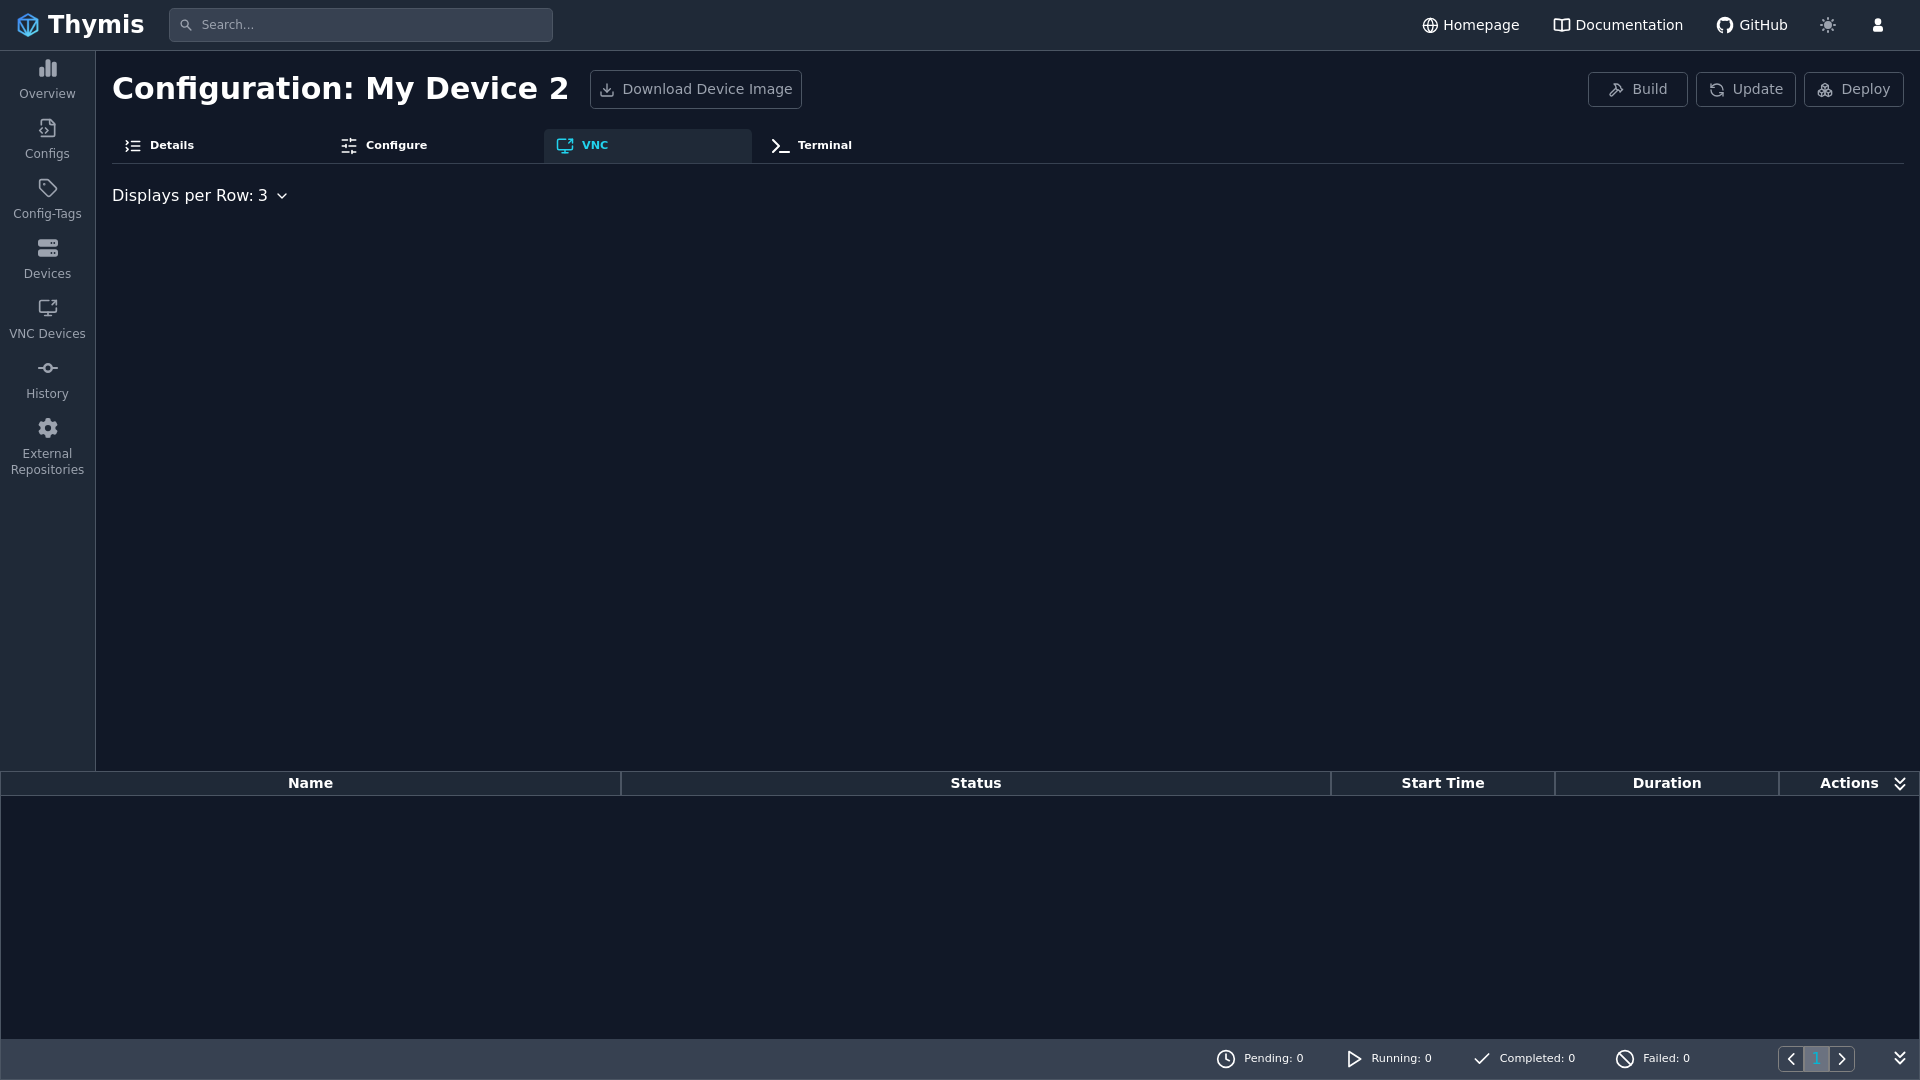 Thymis
Search...
Homepage
Documentation
GitHub
Overview
Configs
Config-Tags
Devices
VNC Devices
History
External
Repositories
Configuration: My Device 2
Download Device Image
Build
Update
Deploy
Details
Configure
VNC
Terminal
Displays per Row: 3
Name
Status
Start Time
Duration
Actions
Pending: 0
Running: 0
Completed: 0
Failed: 0
1